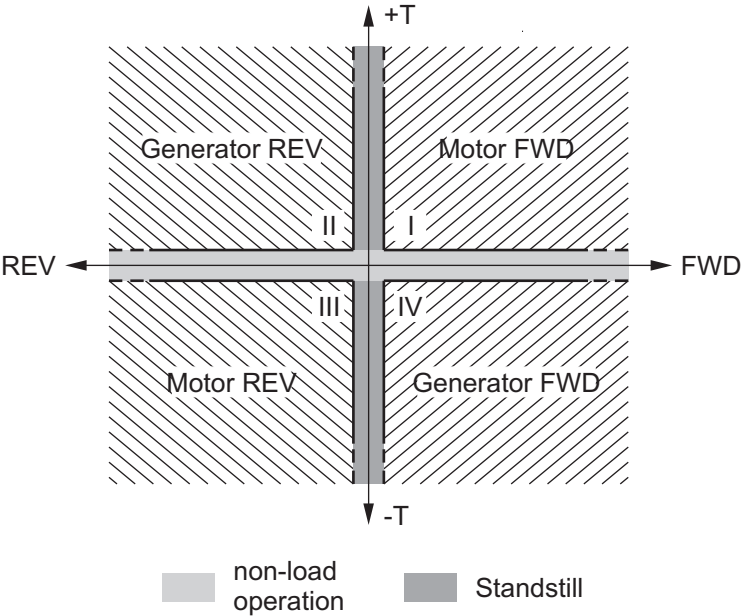 +T
Generator REV
Motor FWD
II
I
REV
FWD
III
IV
Motor REV
Generator FWD
-T
non-load
operation
Standstill